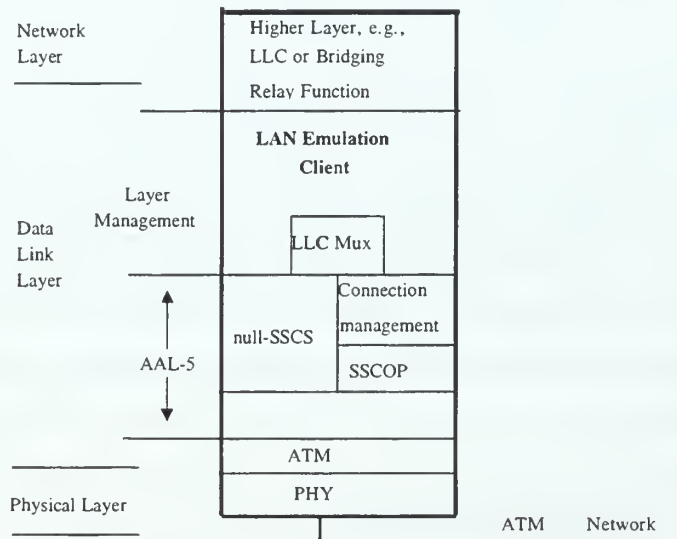 Network
Layer
Higher Layer, e.g.,
LLC or Bridging
Relay Function
LAN Emulation
Client
Layer
Management
LLC Mux
Data
Link
Layer
Connection
management
null-SSCS
AAL-5
SSCOP
ATM
PHY
Physical Layer
ATM Network